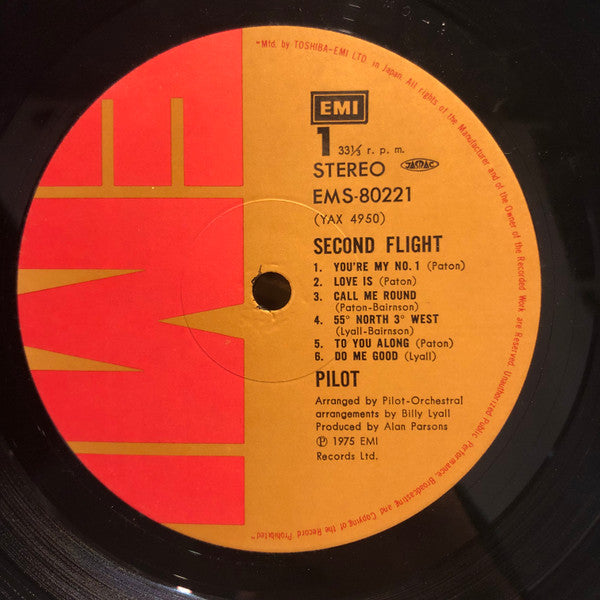 "Mfd. by TOSHIBA-EMI LTD. in Japan. All rights of the Manufacturer and of the Owner of the Recorded Work are Reserved. Unauthorized Public Performance, Broadcasting and Copying of the Record Prohibited"
EMI
1 33⅓ r. p. m.
STEREO JASRAC
EMS-80221
(YAX 4950)
SECOND FLIGHT
1. YOU'RE MY NO.1 (Paton)
2. LOVE IS (Paton)
3. CALL ME ROUND
(Paton-Bairnson)
4. 55° NORTH 3° WEST
(Lyall-Bairnson)
5. TO YOU ALONG (Paton)
6. DO ME GOOD (Lyall)
PILOT
Arranged by Pilot-Orchestral
arrangements by Billy Lyall
Produced by Alan Parsons
℗ 1975 EMI
Records Ltd.
EMI